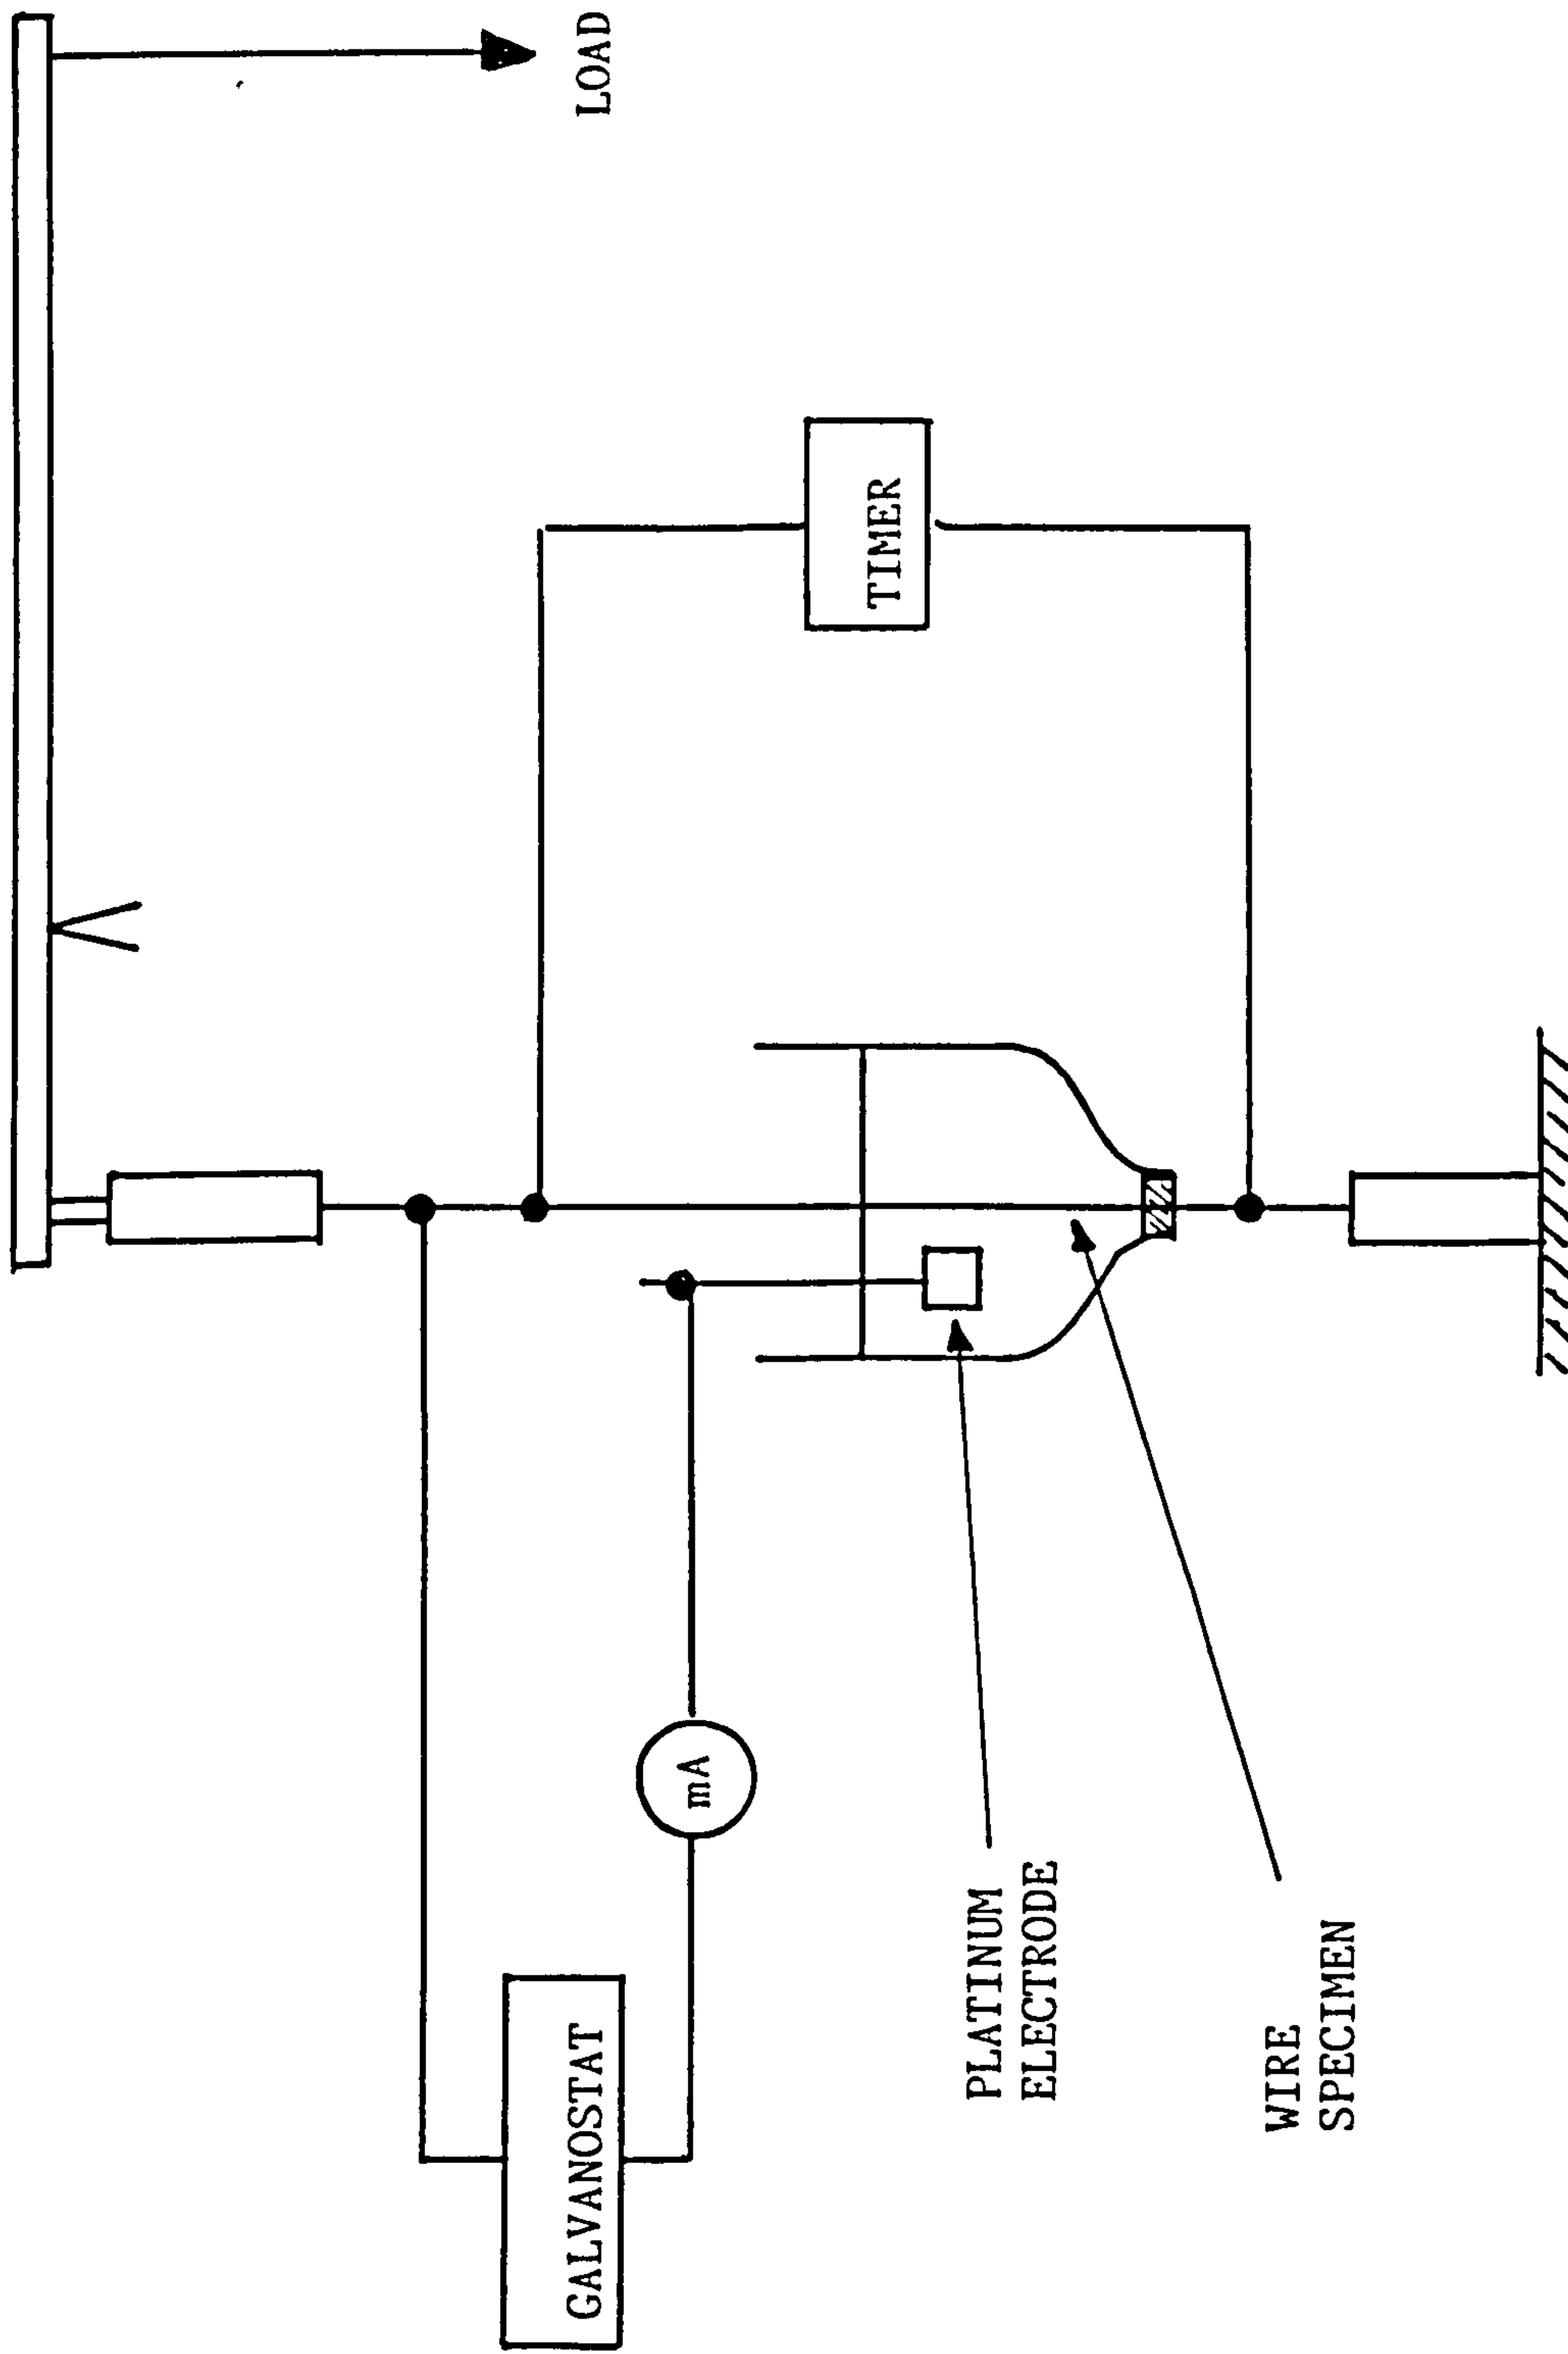 LOAD
TIMER
mA
GALVANOSTAT
PLATINUM
ELECTRODE
WIRE
SPECIMEN